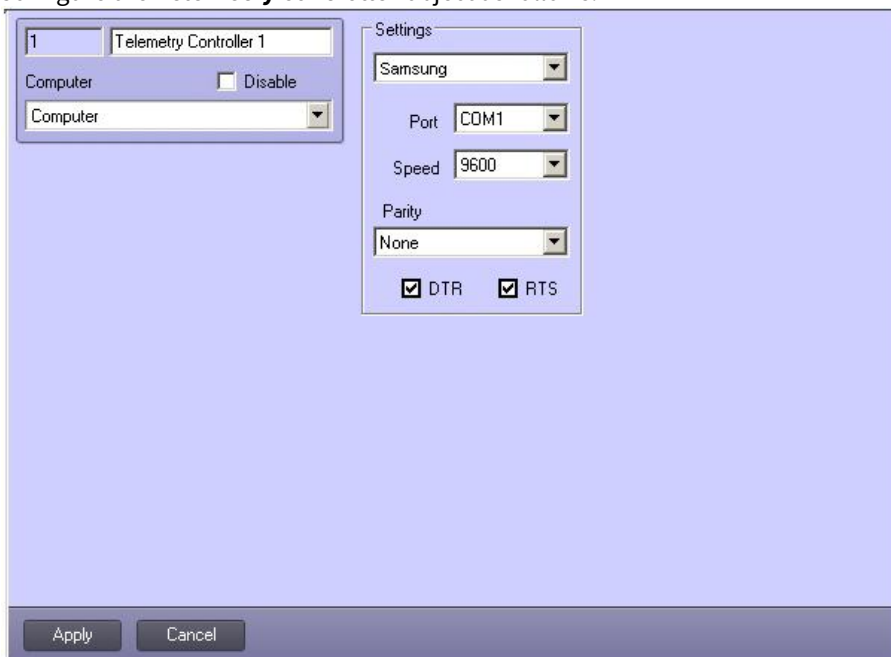 1 Telemetry Controller 1
Computer Disable
Computer
Settings
Samsung
Port COM1
Speed 9600
Parity
None
DTR RTS
Apply Cancel